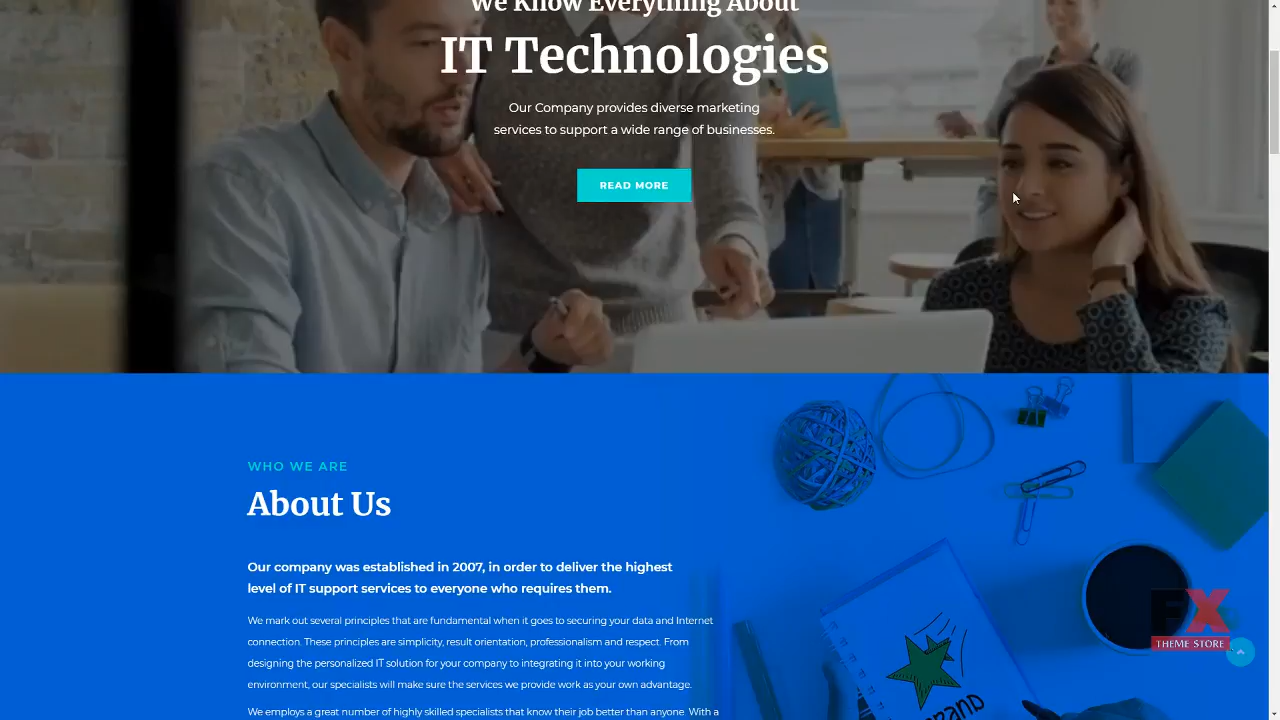 We Know Everything About
IT Technologies
Our Company provides diverse marketing
services to support a wide range of businesses.
READ MORE
WHO WE ARE
About Us
Our company was established in 2007, in order to deliver the highest
level of IT support services to everyone who requires them.
We mark out several principles that are fundamental when it goes to securing your data and Internet
connection. These principles are simplicity, result orientation, professionalism and respect. From
designing the personalized IT solution for your company to integrating it into your working
environment, our specialists will make sure the services we provide work as your own advantage.
We employs a great number of highly skilled specialists that know their job better than anyone. With a
BRAND
FX
THEME STORE